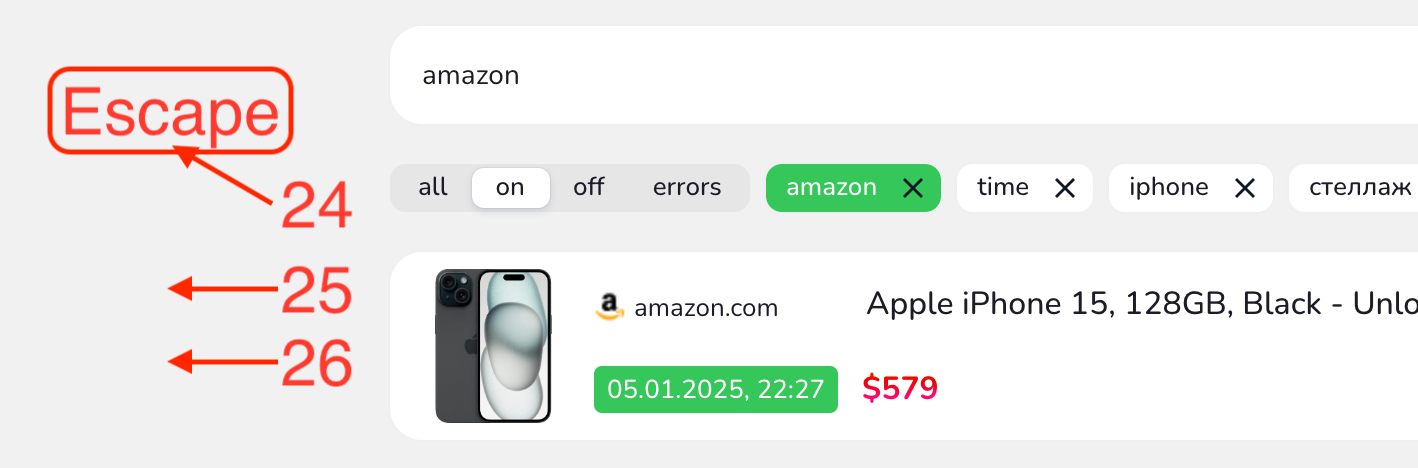 amazon
Escape
all on off errors amazon time iphone стеллаж
24
25
amazon.com Apple iPhone 15, 128GB, Black - Unlo
26
05.01.2025, 22:27 $579